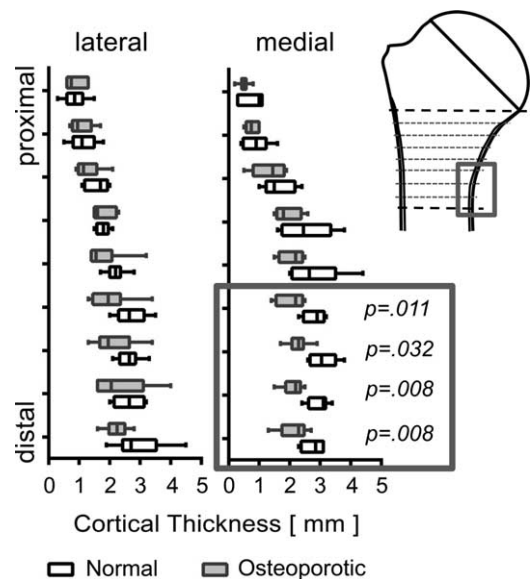 lateral medial
proximal
distal
p=.011
p=.032
p=.008
p=.008
0 1 2 3 4 5 0 1 2 3 4 5
Cortical Thickness [ mm ]
Normal Osteoporotic